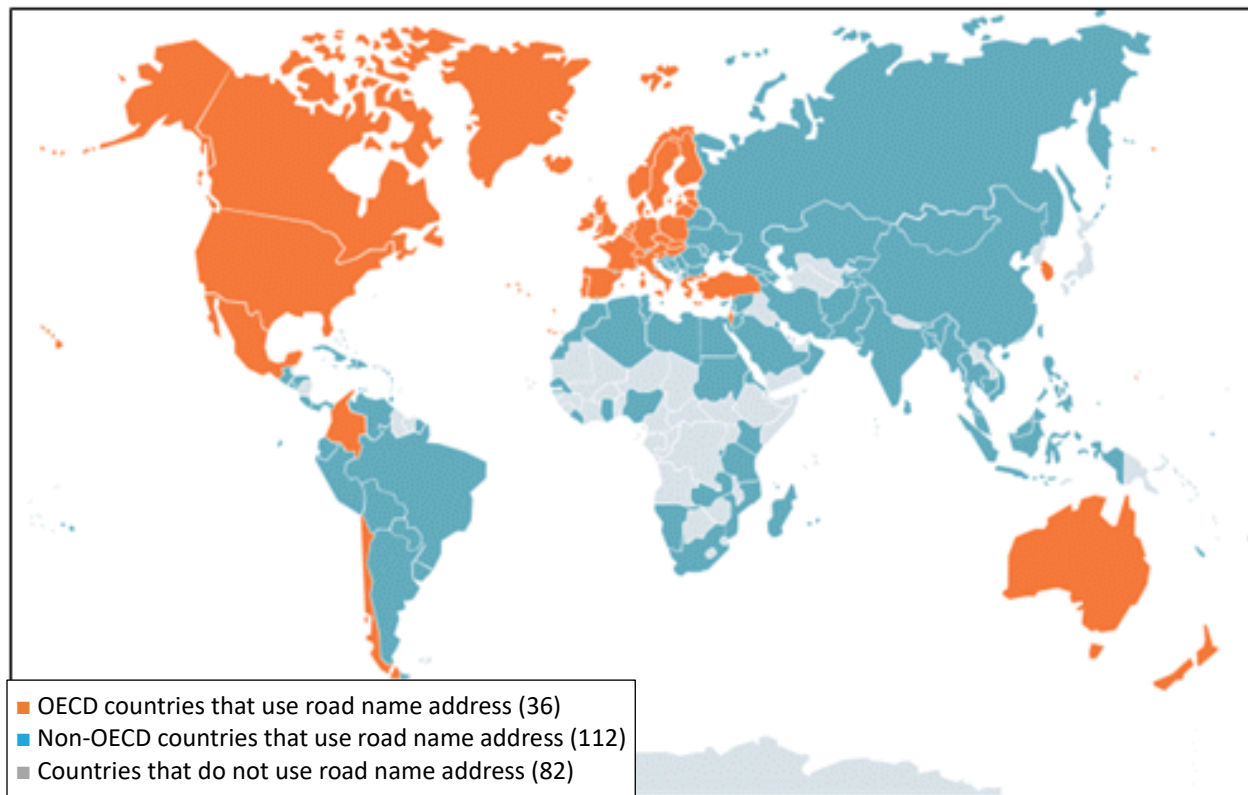 OECD countries that use road name address (36)
Non-OECD countries that use road name address (112)
Countries that do not use road name address (82)